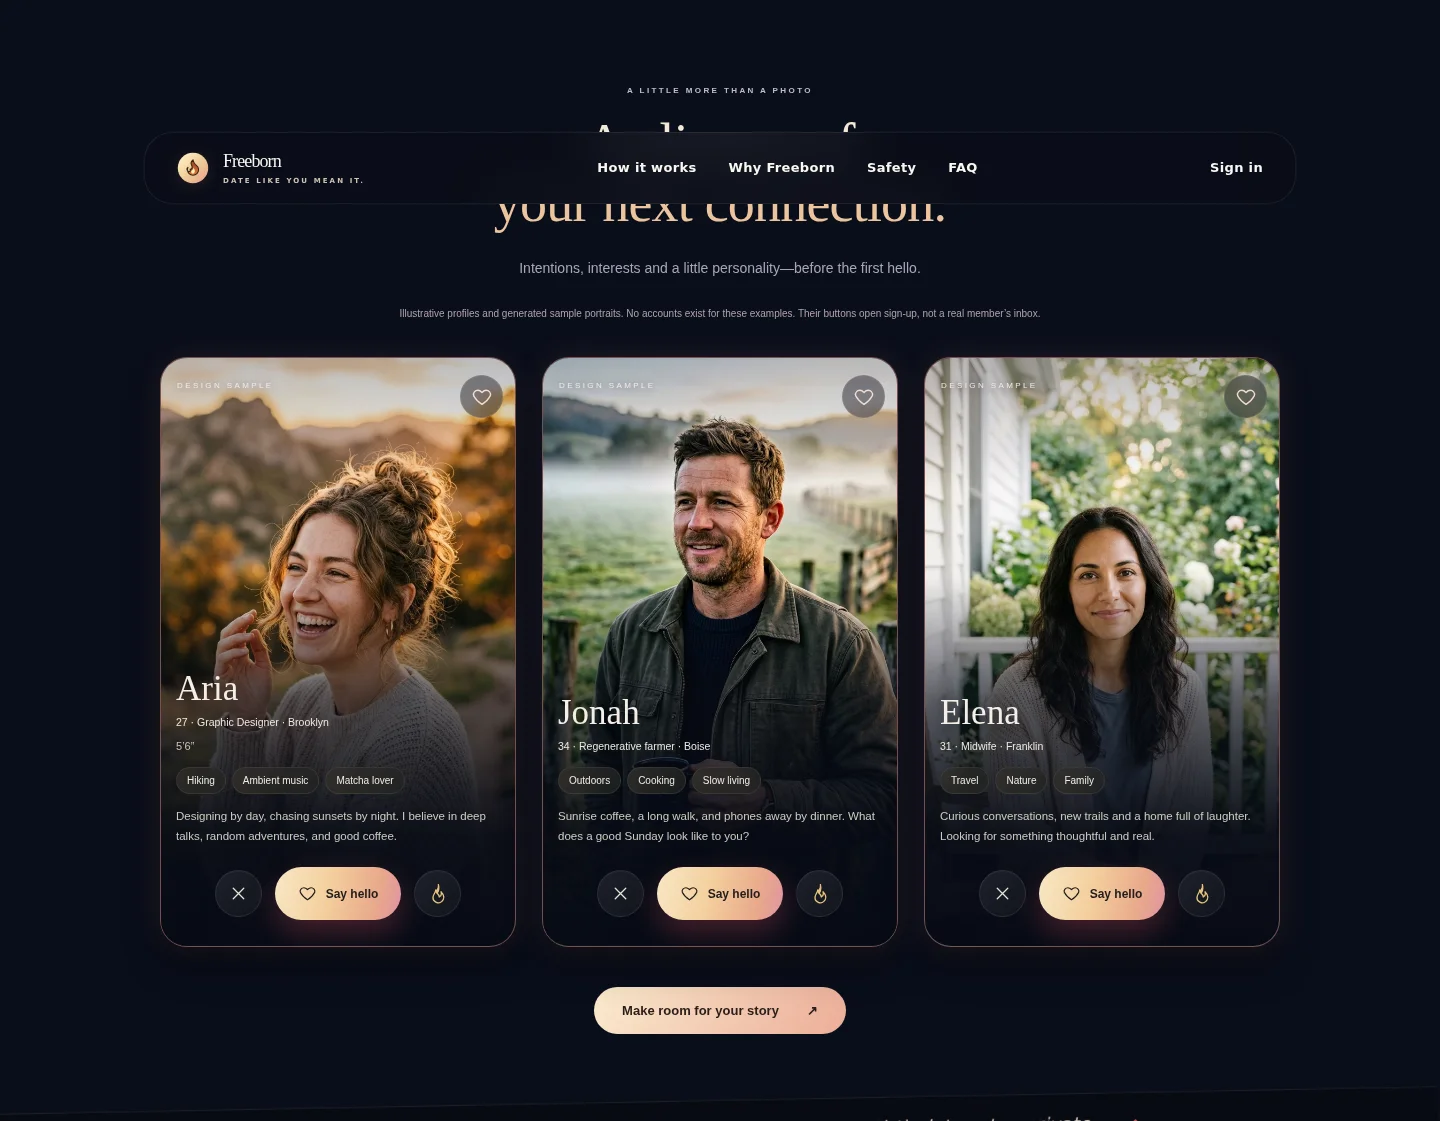 A LITTLE MORE THAN A PHOTO
Freeborn
DATE LIKE YOU MEAN IT.
How it works
Why Freeborn
Safety
FAQ
Sign in
your next connection.
Intentions, interests and a little personality—before the first hello.
Illustrative profiles and generated sample portraits. No accounts exist for these examples. Their buttons open sign-up, not a real member's inbox.
DESIGN SAMPLE
Aria
27 · Graphic Designer · Brooklyn
5'6"
Hiking
Ambient music
Matcha lover
Designing by day, chasing sunsets by night. I believe in deep
talks, random adventures, and good coffee.
Say hello
DESIGN SAMPLE
Jonah
34 · Regenerative farmer · Boise
Outdoors
Cooking
Slow living
Sunrise coffee, a long walk, and phones away by dinner. What
does a good Sunday look like to you?
Say hello
DESIGN SAMPLE
Elena
31 · Midwife · Franklin
Travel
Nature
Family
Curious conversations, new trails and a home full of laughter.
Looking for something thoughtful and real.
Say hello
Make room for your story ↗